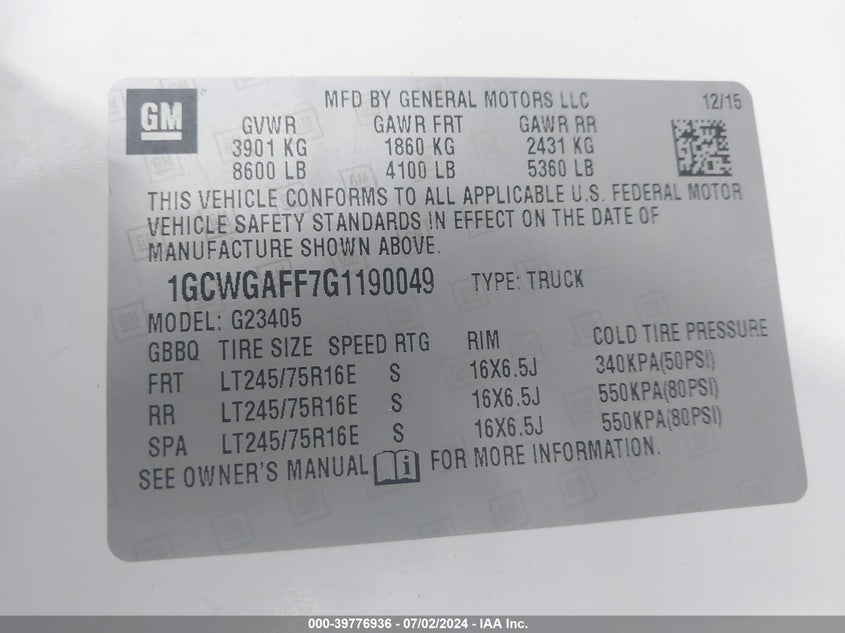 GM
MFD BY GENERAL MOTORS LLC 12/15
GVWR GAWR FRT GAWR RR
3901 KG 1860 KG 2431 KG
8600 LB 4100 LB 5360 LB
THIS VEHICLE CONFORMS TO ALL APPLICABLE U.S. FEDERAL MOTOR
VEHICLE SAFETY STANDARDS IN EFFECT ON THE DATE OF
MANUFACTURE SHOWN ABOVE.
1GCWGAFF7G1190049 TYPE: TRUCK
MODEL: G23405
GBBQ TIRE SIZE SPEED RTG RIM COLD TIRE PRESSURE
FRT LT245/75R16E S 16X6.5J 340KPA(50PSI)
RR LT245/75R16E S 16X6.5J 550KPA(80PSI)
SPA LT245/75R16E S 16X6.5J 550KPA(80PSI)
SEE OWNER'S MANUAL i FOR MORE INFORMATION.
000-39776936 - 07/02/2024 - IAA Inc.